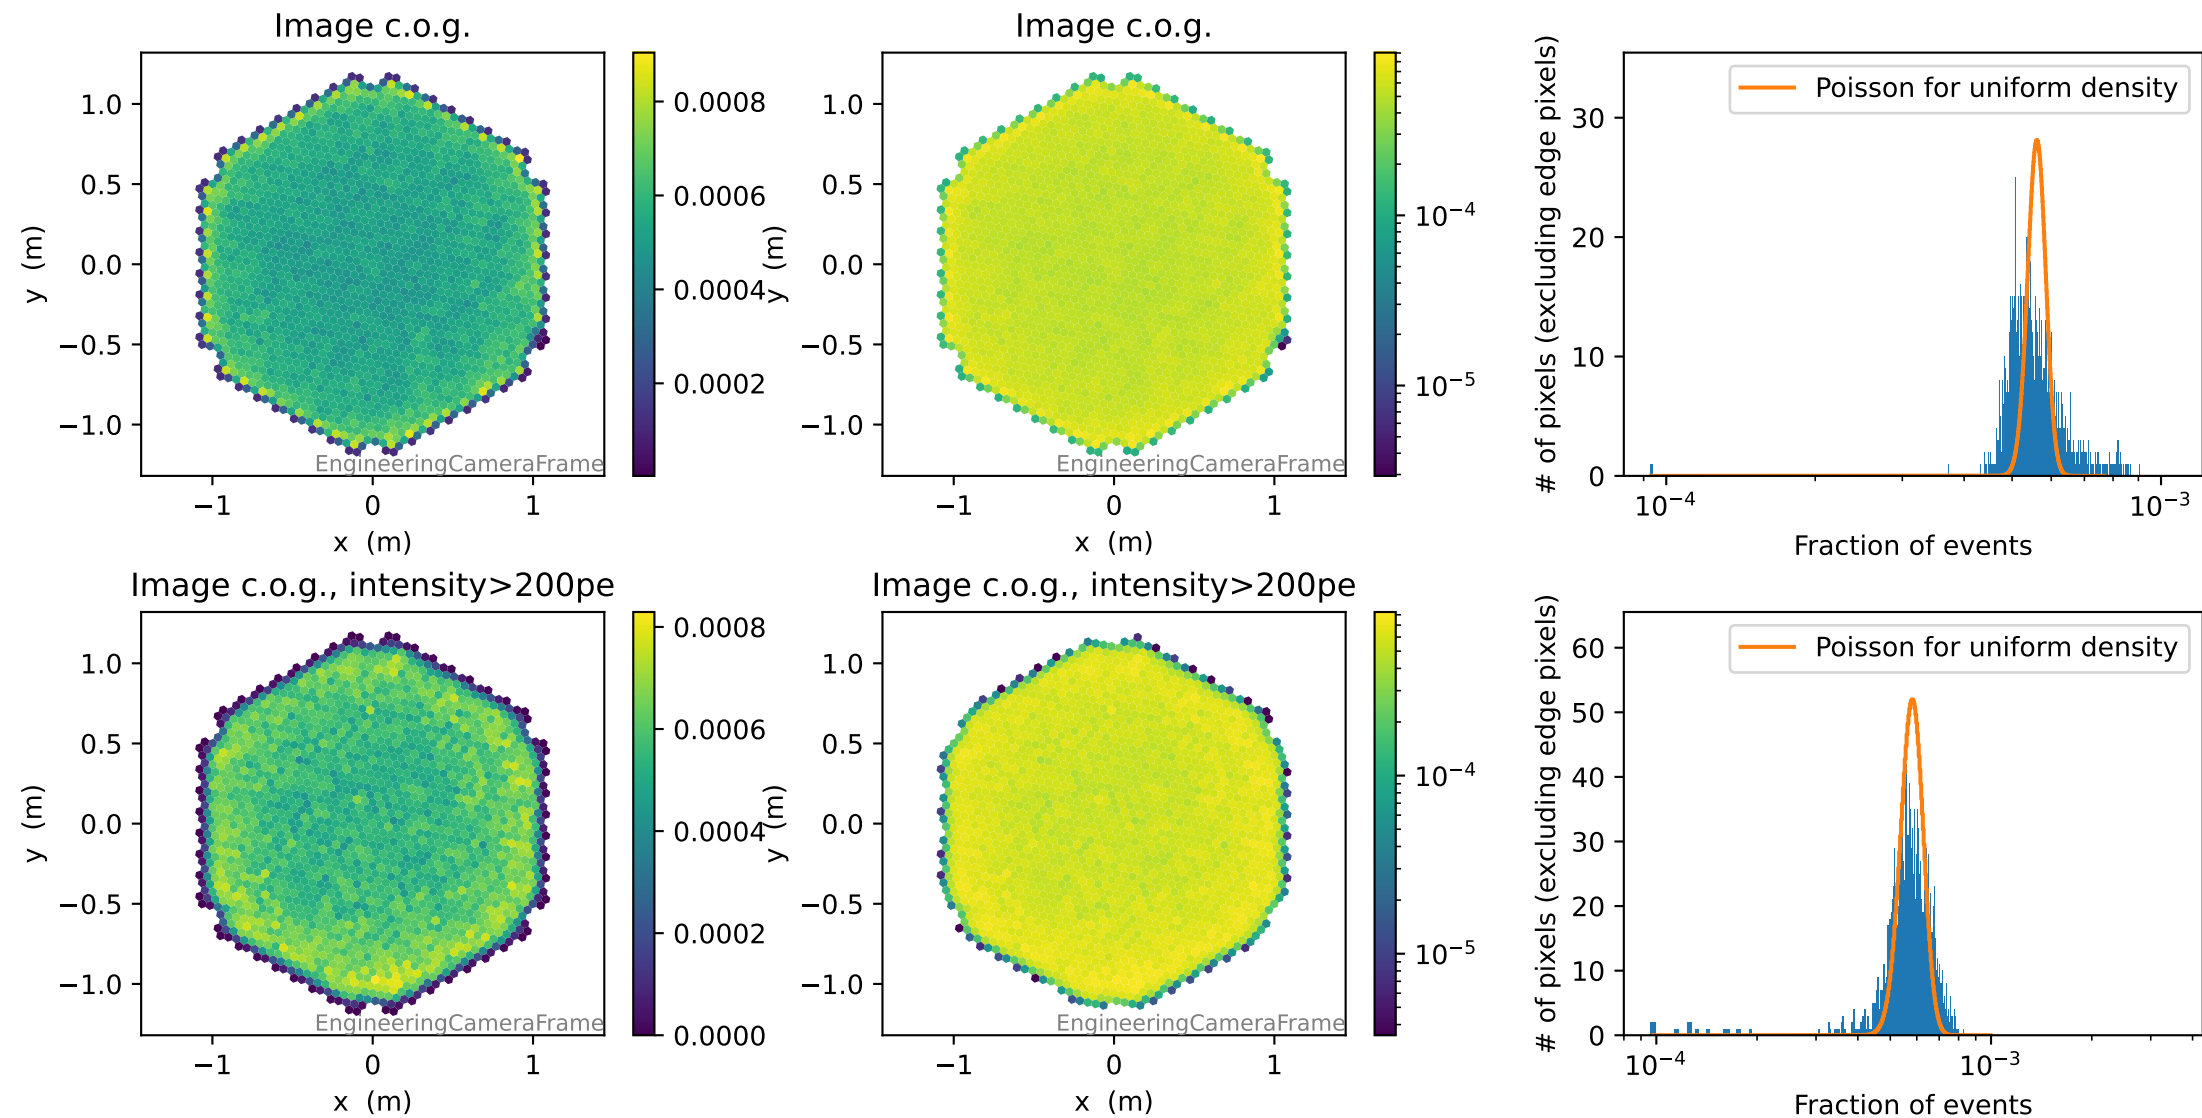 Image c.o.g.
1.0
0.5
0.0
−0.5
−1.0
y (m)
−1
0
1
x (m)
EngineeringCameraFrame
0.0008
0.0006
0.0004
0.0002
Image c.o.g.
1.0
0.5
0.0
−0.5
−1.0
y (m)
−1
0
1
x (m)
EngineeringCameraFrame
10⁻⁴
10⁻⁵
# of pixels (excluding edge pixels)
30
20
10
0
Poisson for uniform density
10⁻⁴
10⁻³
Fraction of events
Image c.o.g., intensity>200pe
1.0
0.5
0.0
−0.5
−1.0
y (m)
−1
0
1
x (m)
EngineeringCameraFrame
0.0008
0.0006
0.0004
0.0002
0.0000
Image c.o.g., intensity>200pe
1.0
0.5
0.0
−0.5
−1.0
y (m)
−1
0
1
x (m)
EngineeringCameraFrame
10⁻⁴
10⁻⁵
# of pixels (excluding edge pixels)
60
50
40
30
20
10
0
Poisson for uniform density
10⁻⁴
10⁻³
Fraction of events